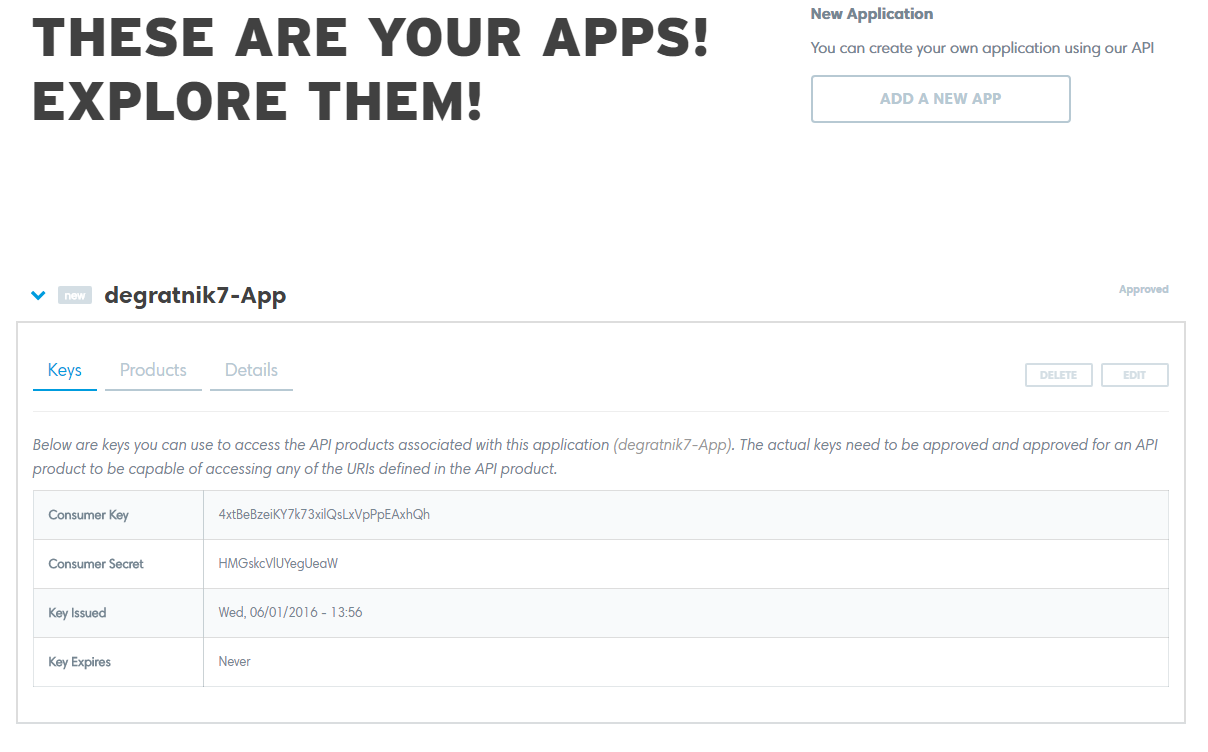 THESE ARE YOUR APPS!
EXPLORE THEM!
New Application
You can create your own application using our API
ADD A NEW APP
new degratnik7-App
Approved
Keys Products Details
DELETE EDIT
Below are keys you can use to access the API products associated with this application (degratnik7-App). The actual keys need to be approved and approved for an API
product to be capable of accessing any of the URIs defined in the API product.
Consumer Key 4xtBeBzeiKY7k73xilQsLxVpPpEAxhQh
Consumer Secret HMGskcVlUYegUeaW
Key Issued Wed, 06/01/2016 - 13:56
Key Expires Never